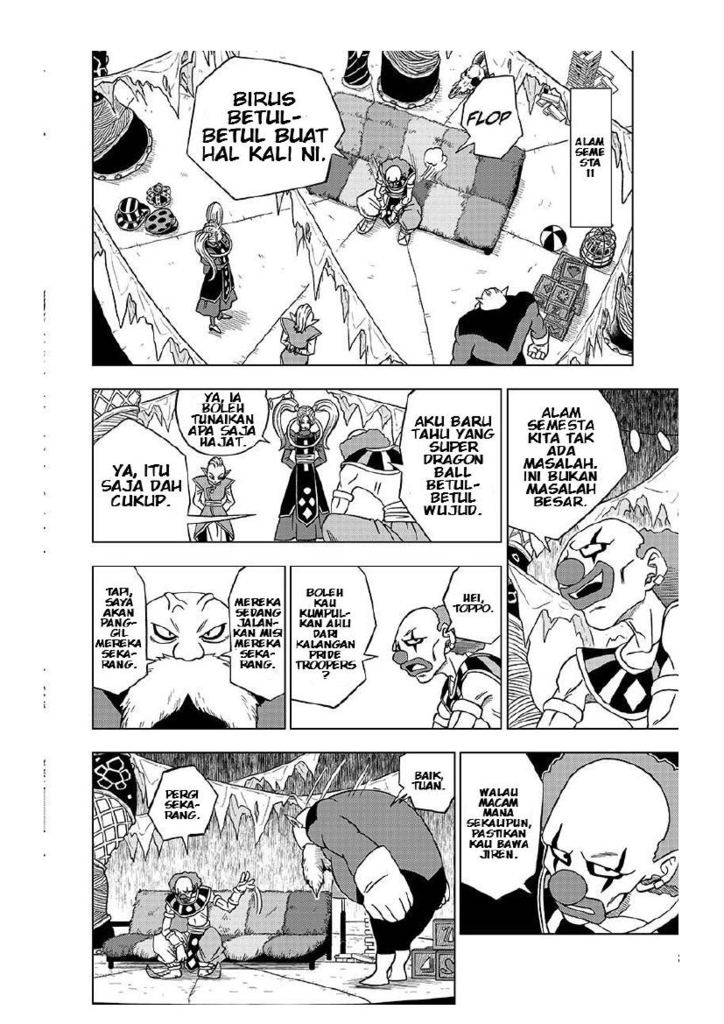 ALAM
SEME
STA
11
FLOP
BIRUS
BETUL-
BETUL BUAT
HAL KALI NI.
ALAM
SEMESTA
KITA TAK
ADA
MASALAH.
INI BUKAN
MASALAH
BESAR.
AKU BARU
TAHU YANG
SUPER
DRAGON
BALL
BETUL-
BETUL
WUJUD.
YA, IA
BOLEH
TUNAIKAN
APA SAJA
HAJAT.
YA, ITU
SAJA DAH
CUKUP.
HEI,
TOPPO.
BOLEH
KAU
KUMPUL-
KAN AHLI
DARI
KALANGAN
PRIDE
TROOPERS
?
MEREKA
SEDANG
JALAN-
KAN MISI
MEREKA
SEKA-
RANG.
TAPI,
SAYA
AKAN
PANG-
GIL
MEREKA
SEKA-
RANG.
WALAU
MACAM
MANA
SEKALIPUN,
PASTIKAN
KAU BAWA
JIREN.
BAIK,
TUAN.
PERGI
SEKA-
RANG.